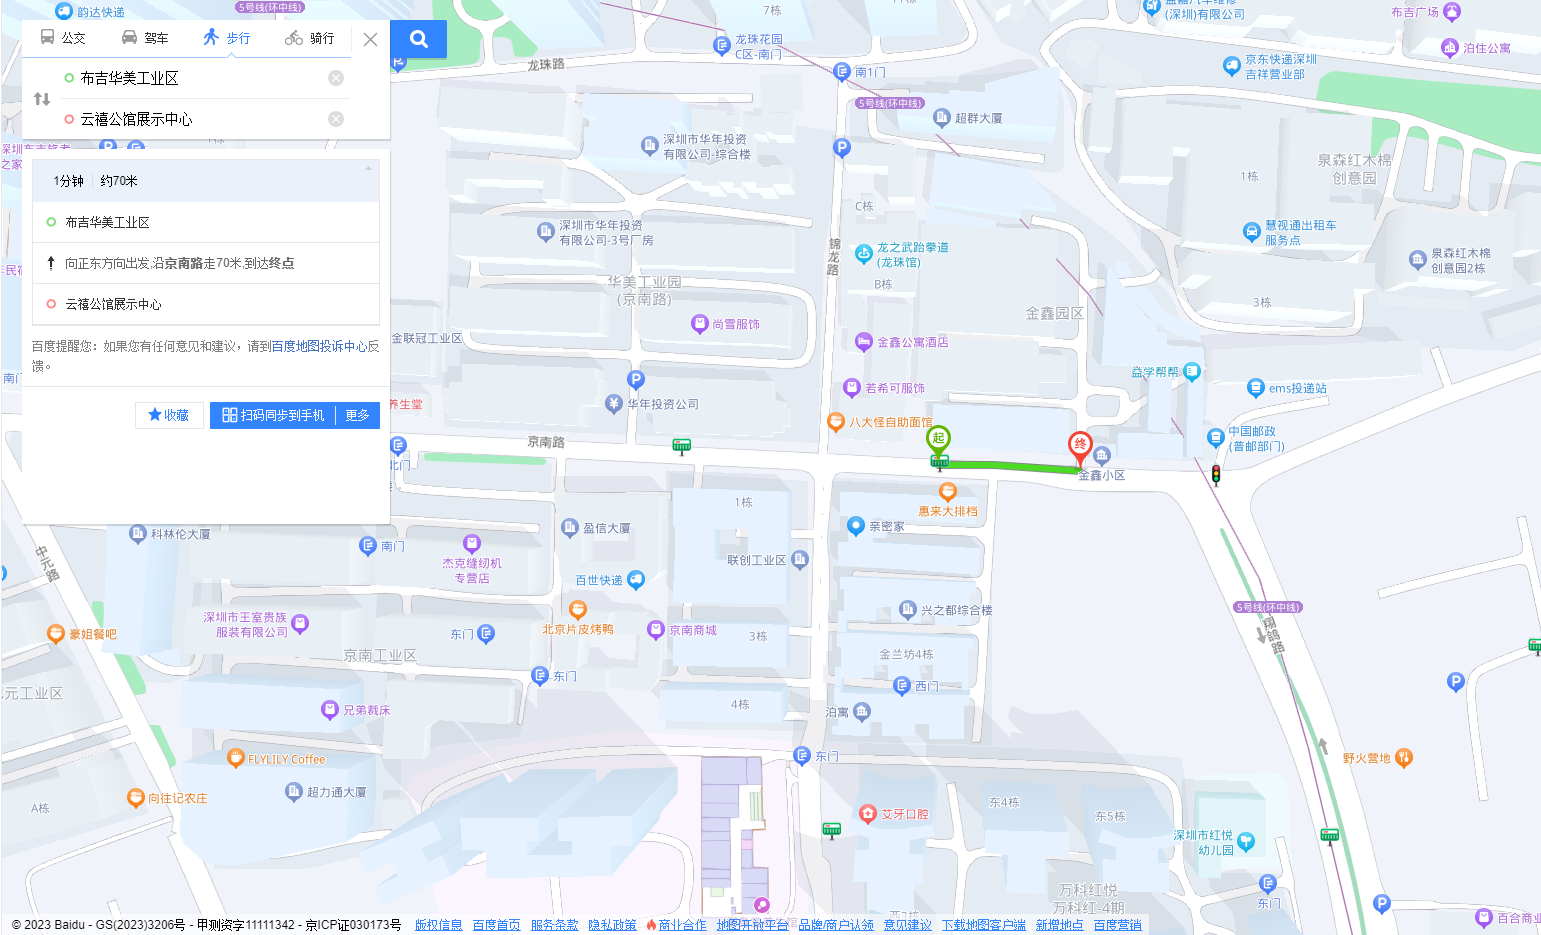 韵达快递
5号线(环中线)
7栋
(深圳)有限公司
布吉广场
公交
驾车
步行
骑行
龙珠花园
C区-南门
泊住公寓
龙珠路
南1门
京东快递深圳
吉祥营业部
布吉华美工业区
云禧公馆展示中心
5号线(环中线)
超群大厦
深圳市华年投资
有限公司-综合楼
泉森红木棉
创意园
1栋
1分钟
约70米
布吉华美工业区
向正东方向出发,沿京南路走70米,到达终点
云禧公馆展示中心
百度提醒您：如果您有任何意见和建议，请到百度地图投诉中心反
馈。
收藏
扫码同步到手机
更多
C栋
深圳市华年投资
有限公司-3号厂房
锦龙路
龙之武跆拳道
(龙珠馆)
B栋
慧视通出租车
服务点
泉森红木棉
创意园2栋
华美工业园
(京南路)
3栋
金鑫园区
尚雪服饰
金联冠工业区
金鑫公寓酒店
益学帮帮
若希可服饰
ems投递站
养生堂
华年投资公司
八大怪自助面馆
京南路
起
终
中国邮政
(普邮部门)
北门
金鑫小区
1栋
惠来大排档
科林伦大厦
盈信大厦
亲密家
南门
杰克缝纫机
专营店
联创工业区
中元路
百世快递
5号线(环中线)
深圳市王室贵族
服装有限公司
北京片皮烤鸭
兴之都综合楼
翔鸽路
豪姐餐吧
东门
京南商城
3栋
京南工业区
金兰坊4栋
东门
西门
元工业区
兄弟裁床
4栋
泊寓
FLYLILY Coffee
东门
野火营地
超力通大厦
向往记农庄
A栋
东4栋
东5栋
艾牙口腔
深圳市红悦
幼儿园
万科红悦
万科红-4期
东门
百合商业
© 2023 Baidu - GS(2023)3206号 - 甲测资字11111342 - 京ICP证030173号 版权信息 百度首页 服务条款 隐私政策 商业合作 地图开放平台 品牌/商户认领 意见建议 下载地图客户端 新增地点 百度营销